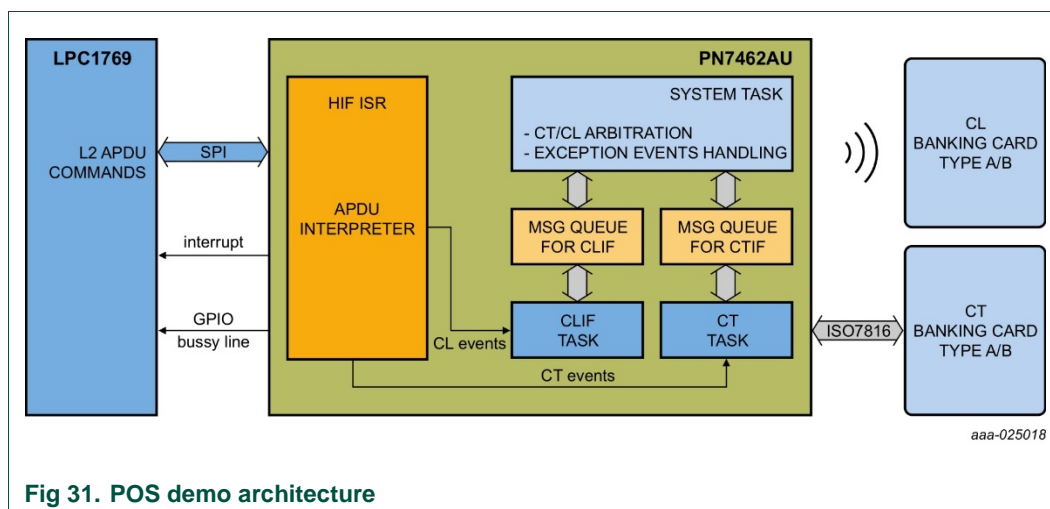 LPC1769
L2 APDU
COMMANDS
SPI
interrupt
GPIO
bussy line
PN7462AU
HIF ISR
APDU
INTERPRETER
SYSTEM TASK
- CT/CL ARBITRATION
- EXCEPTION EVENTS HANDLING
MSG QUEUE
FOR CLIF
MSG QUEUE
FOR CTIF
CLIF
TASK
CT
TASK
CL events
CT events
CL
BANKING CARD
TYPE A/B
ISO7816
CT
BANKING CARD
TYPE A/B
aaa-025018
Fig 31. POS demo architecture